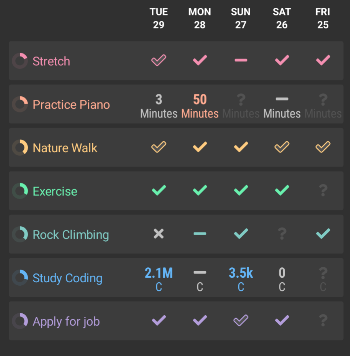 TUE MON SUN SAT FRI
29 28 27 26 25
Stretch
Practice Piano 3 50 ? —
Minutes Minutes Minutes Minutes Minutes
Nature Walk
Exercise ?
Rock Climbing ?
Study Coding 2.1M — 3.5k 0 ?
C C C C C
Apply for job ?